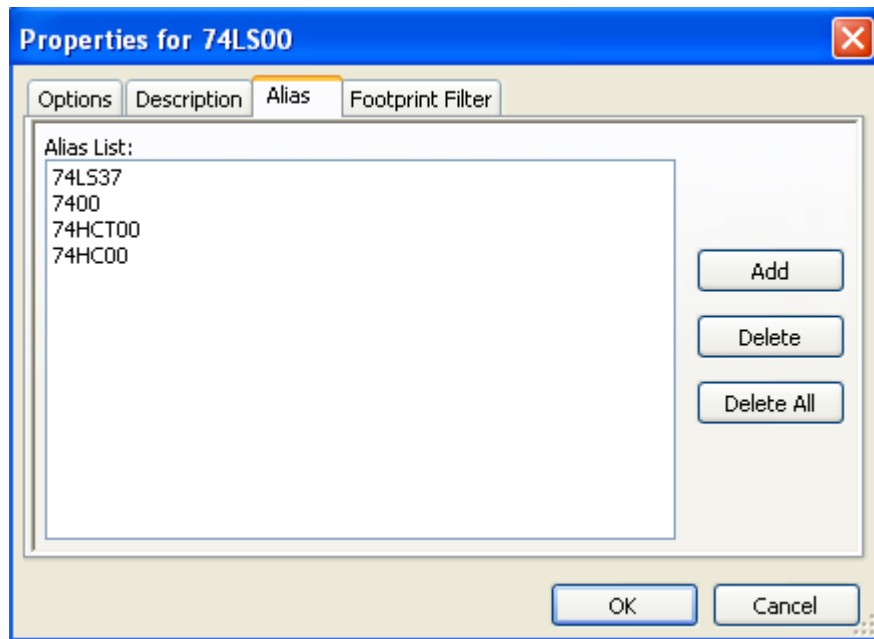 Properties for 74LS00
Options Description Alias Footprint Filter
Alias List:
74LS37
7400
74HCT00
74HC00
Add
Delete
Delete All
OK Cancel